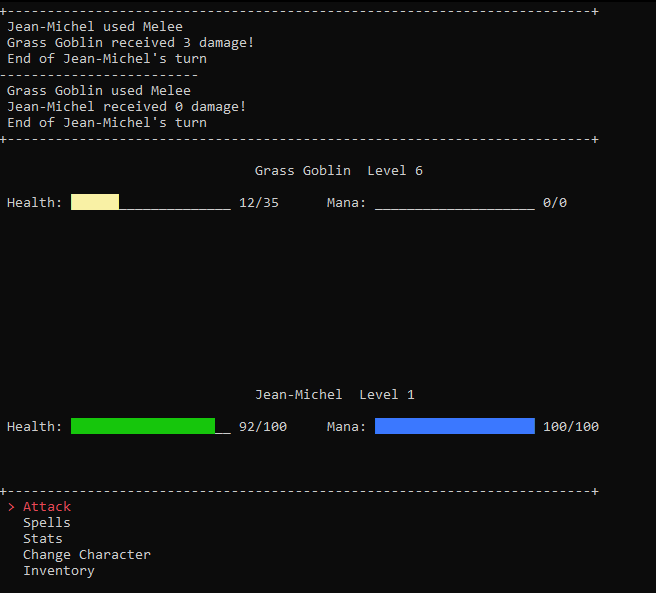 Jean-Michel used Melee
Grass Goblin received 3 damage!
End of Jean-Michel's turn
Grass Goblin used Melee
Jean-Michel received 0 damage!
End of Jean-Michel's turn
Grass Goblin  Level 6
Health: 12/35 Mana: 0/0
Jean-Michel  Level 1
Health: 92/100 Mana: 100/100
> Attack
Spells
Stats
Change Character
Inventory